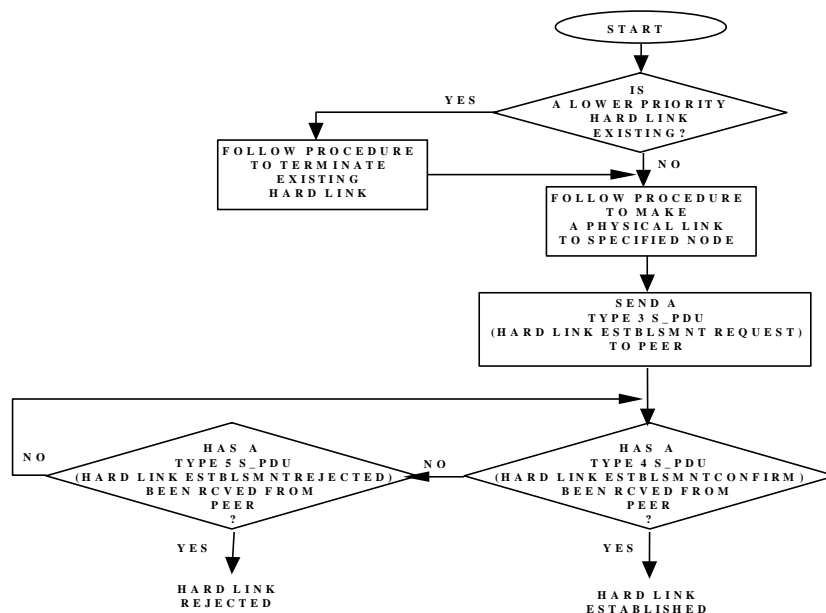 START
IS
A LOWER PRIORITY
HARD LINK
EXISTING?
YES
NO
FOLLOW PROCEDURE
TO TERMINATE
EXISTING
HARD LINK
FOLLOW PROCEDURE
TO MAKE
A PHYSICAL LINK
TO SPECIFIED NODE
SEND A
TYPE 3 S_PDU
(HARD LINK ESTBLSMNT REQUEST)
TO PEER
HAS A
TYPE 4 S_PDU
(HARD LINK ESTBLSMNTCONFIRM)
BEEN RCVED FROM
PEER
?
NO
YES
HARD LINK
ESTABLISHED
HAS A
TYPE 5 S_PDU
(HARD LINK ESTBLSMNTREJECTED)
BEEN RCVED FROM
PEER
?
NO
YES
HARD LINK
REJECTED